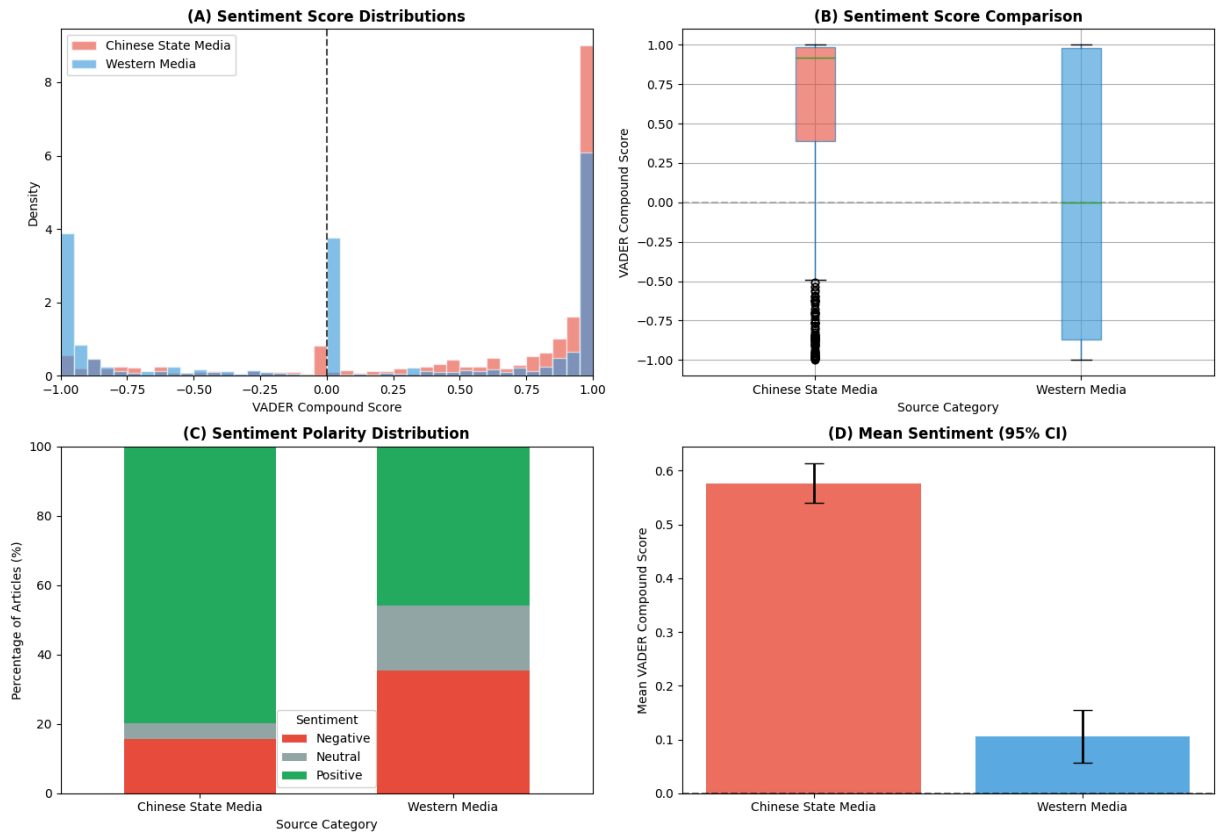 (A) Sentiment Score Distributions
Chinese State Media
Western Media
Density
8
6
4
2
0
−1.00 −0.75 −0.50 −0.25 0.00 0.25 0.50 0.75 1.00
VADER Compound Score
(B) Sentiment Score Comparison
VADER Compound Score
1.00
0.75
0.50
0.25
0.00
−0.25
−0.50
−0.75
−1.00
Chinese State Media Western Media
Source Category
(C) Sentiment Polarity Distribution
Percentage of Articles (%)
100
80
60
40
20
0
Sentiment
Negative
Neutral
Positive
Chinese State Media Western Media
Source Category
(D) Mean Sentiment (95% CI)
Mean VADER Compound Score
0.6
0.5
0.4
0.3
0.2
0.1
0.0
Chinese State Media Western Media